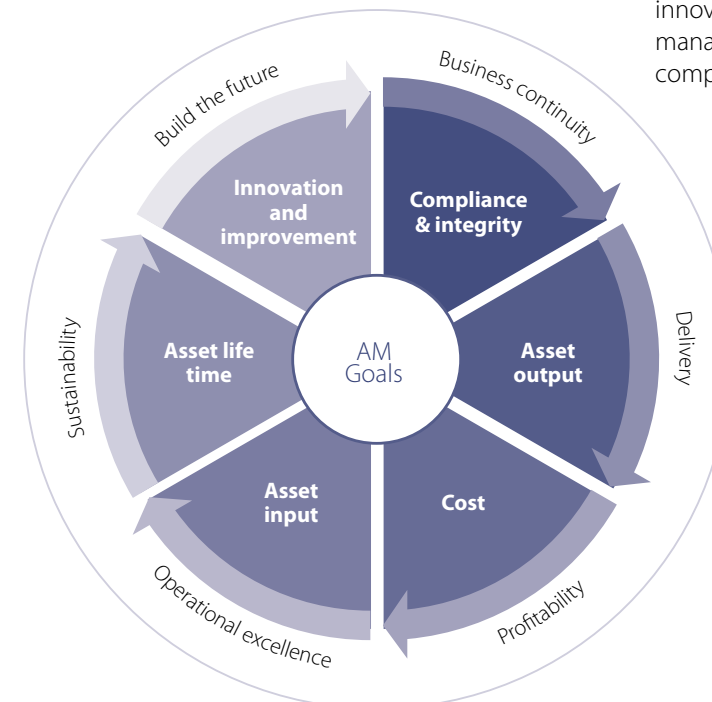 innov
mana
comp
Build the future
Business continuity
Innovation
and
improvement
Compliance
& integrity
Sustainability
Asset life
time
AM
Goals
Asset
output
Delivery
Asset
input
Cost
Operational excellence
Profitability